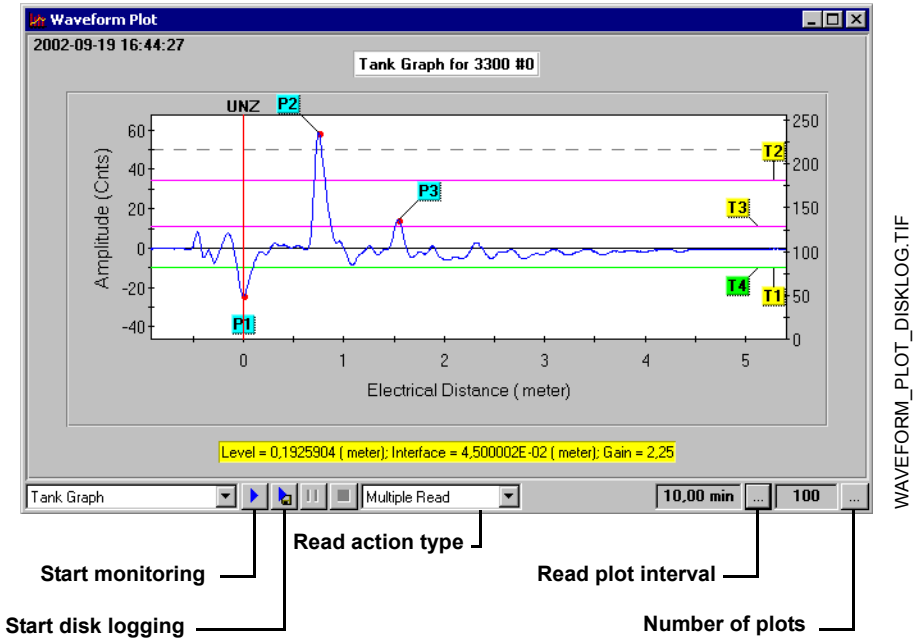 Waveform Plot
2002-09-19 16:44:27
Tank Graph for 3300 #0
UNZ P2
60
40
20
0
-20
-40
Amplitude (Cnts)
250
200
150
100
50
0
T2
P3
T3
T4
T1
P1
0 1 2 3 4 5
Electrical Distance ( meter)
Level = 0,1925904 ( meter); Interface = 4,500002E-02 ( meter); Gain = 2,25
Tank Graph Multiple Read 10,00 min ... 100 ...
Read action type
Start monitoring
Read plot interval
Start disk logging
Number of plots
WAVEFORM_PLOT_DISKLOG.TIF